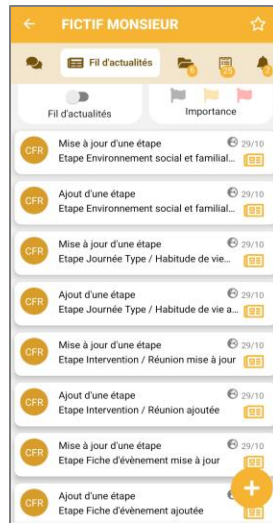 FICTIF MONSIEUR
Fil d'actualités
6
25
Fil d'actualités
Importance
CFR
Mise à jour d'une étape
29/10
Etape Environnement social et familial...
CFR
Ajout d'une étape
29/10
Etape Environnement social et familial...
CFR
Mise à jour d'une étape
29/10
Etape Journée Type / Habitude de vie...
CFR
Ajout d'une étape
29/10
Etape Journée Type / Habitude de vie a...
CFR
Mise à jour d'une étape
29/10
Etape Intervention / Réunion mise à jour
CFR
Ajout d'une étape
29/10
Etape Intervention / Réunion ajoutée
CFR
Mise à jour d'une étape
29/10
Etape Fiche d'évènement mise à jour
CFR
Ajout d'une étape
Etape Fiche d'évènement ajoutée